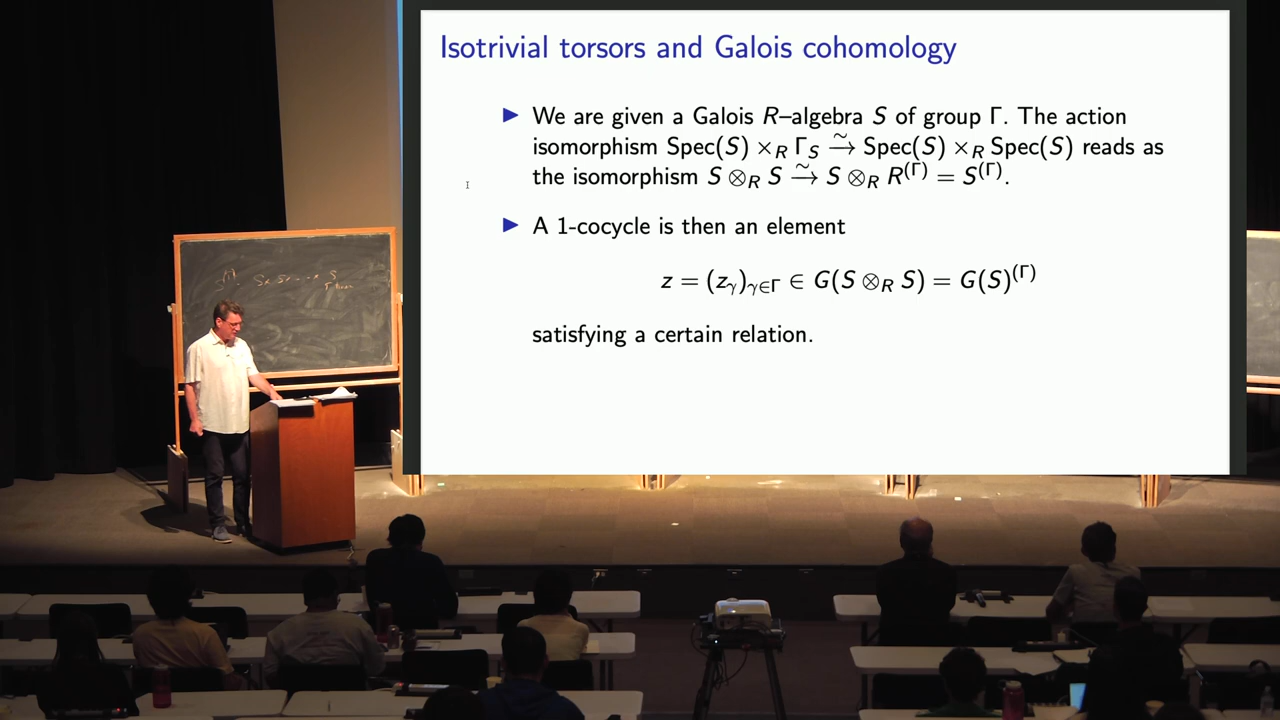 Isotrivial torsors and Galois cohomology
▶ We are given a Galois R–algebra S of group Γ. The action
isomorphism Spec(S) ×_R Γ_S ⥲ Spec(S) ×_R Spec(S) reads as
the isomorphism S ⊗_R S ⥲ S ⊗_R R^(Γ) = S^(Γ).
▶ A 1-cocycle is then an element
z = (z_γ)_{γ∈Γ} ∈ G(S ⊗_R S) = G(S)^(Γ)
satisfying a certain relation.